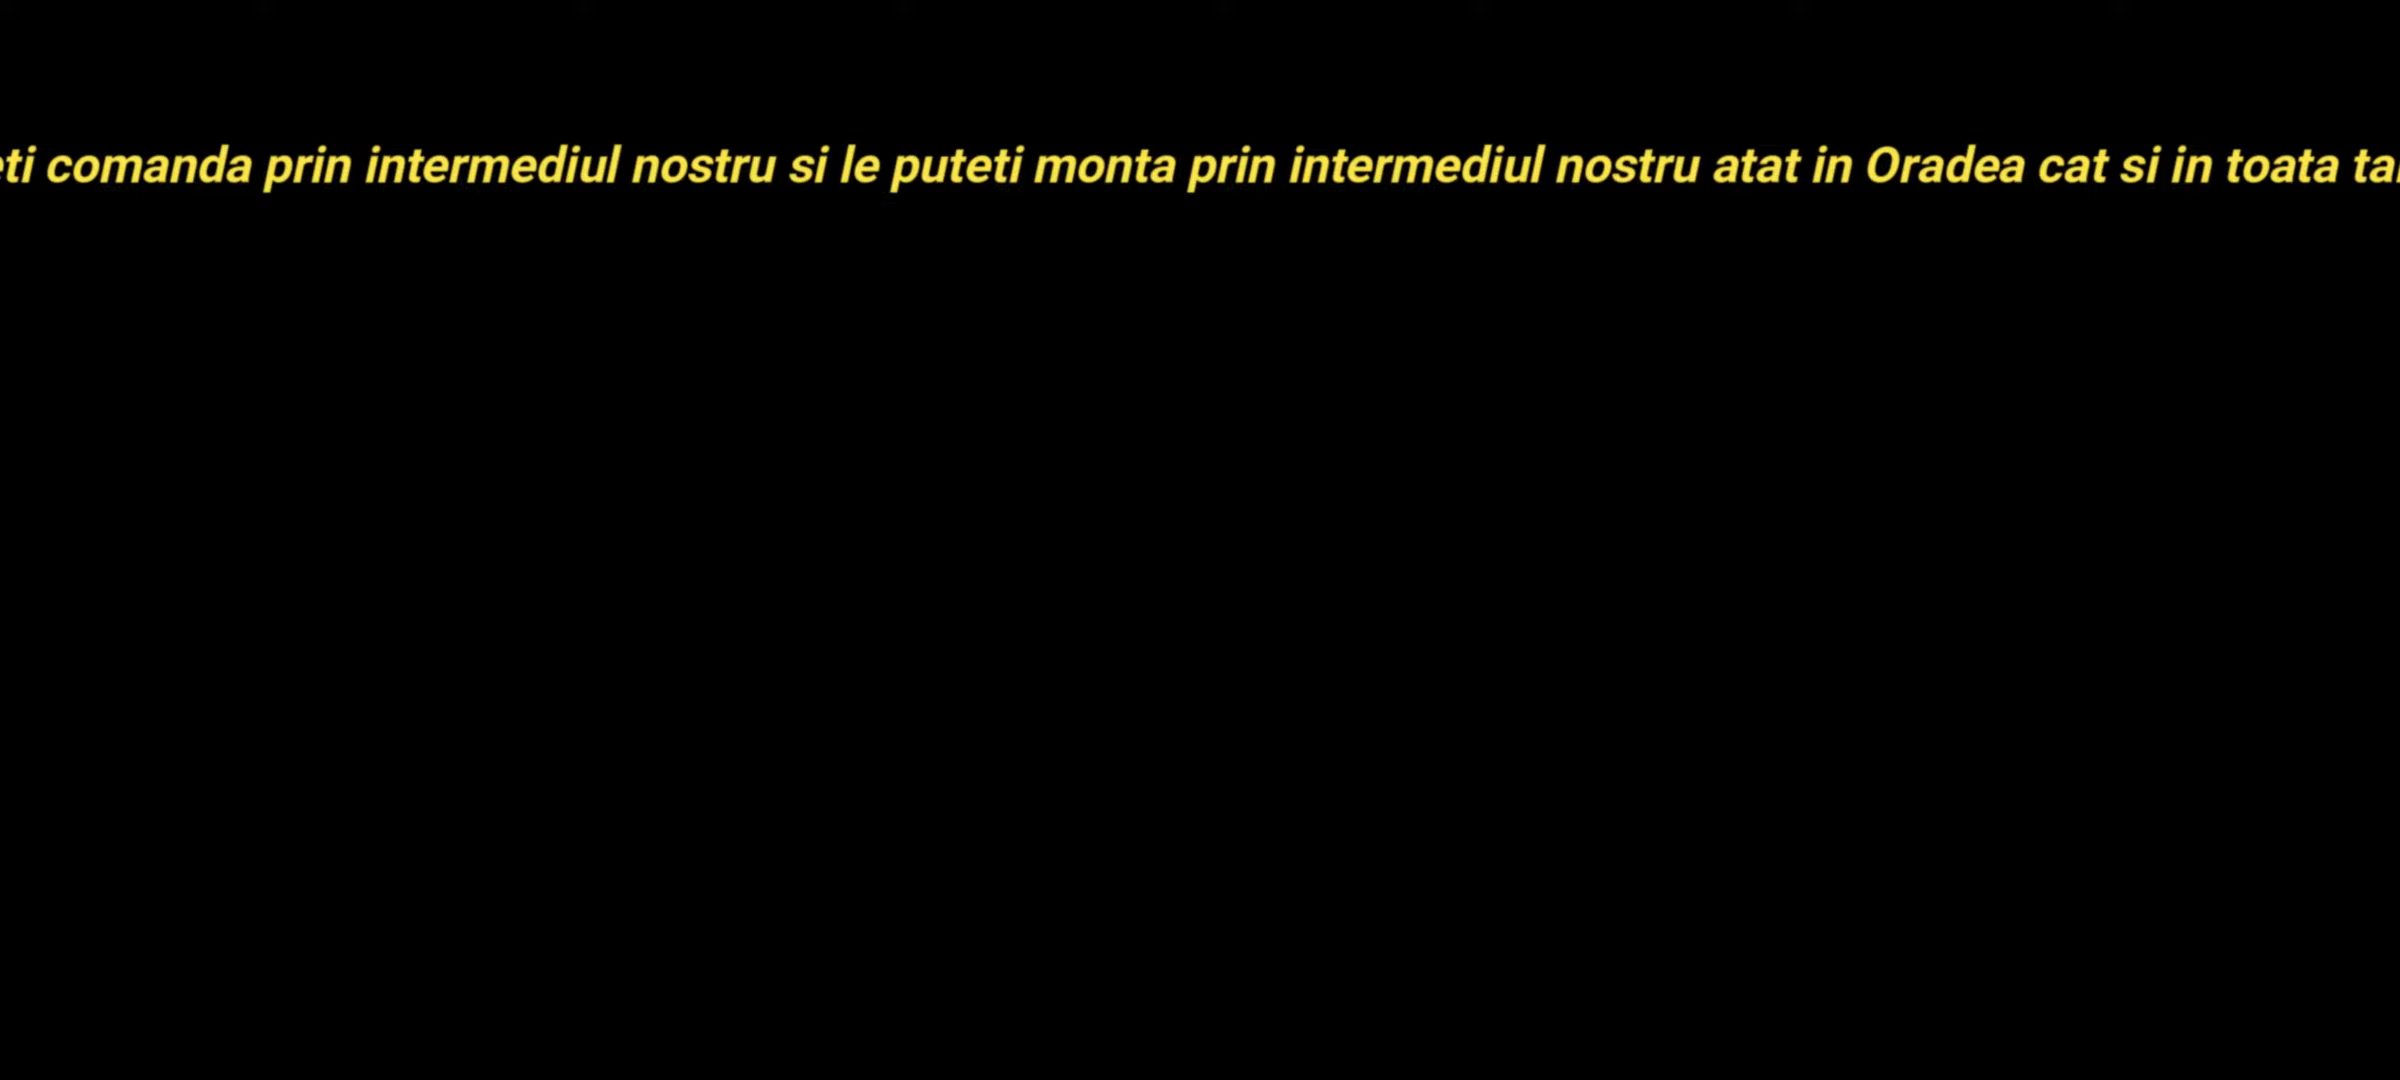 comanda prin intermediul nostru si le puteti monta prin intermediul nostru atat in Oradea cat si in toata